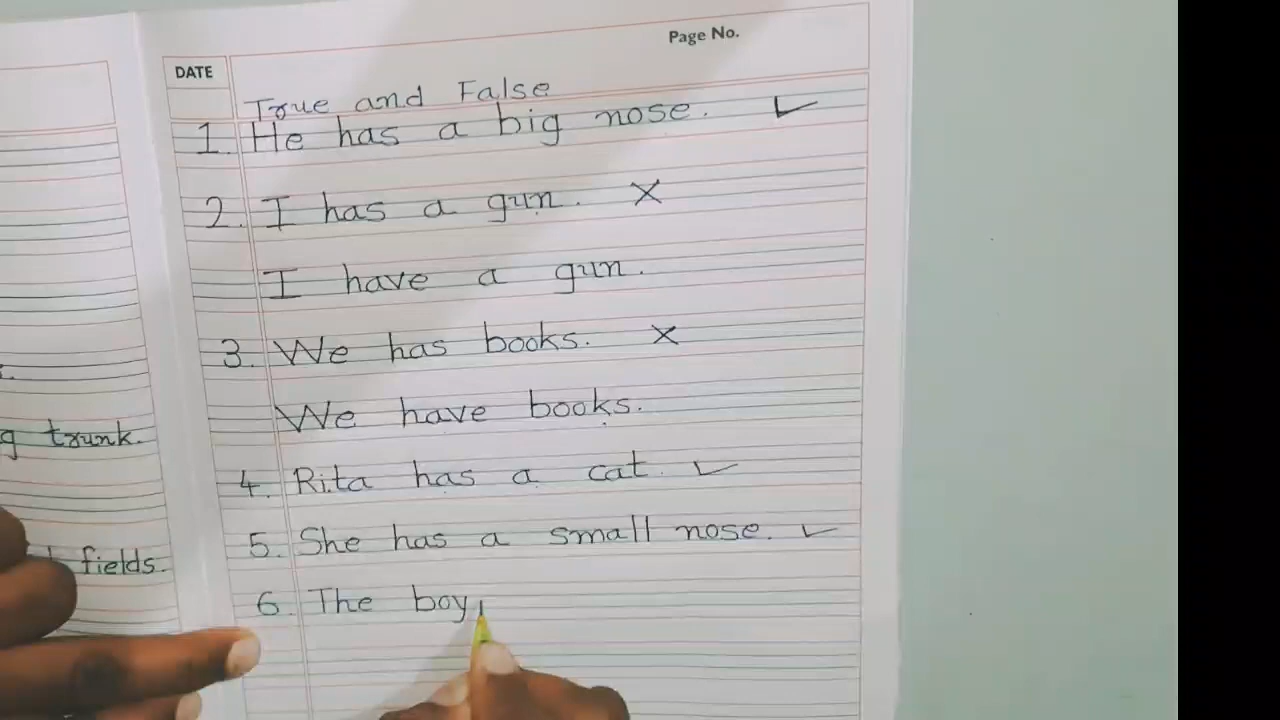 Page No.
DATE
True and False
1. He has a big nose. ✓
2. I has a gun. X
I have a gun.
3. We has books. X
We have books.
4. Rita has a cat. ✓
5. She has a small nose. ✓
6. The boy
trunk.
fields.